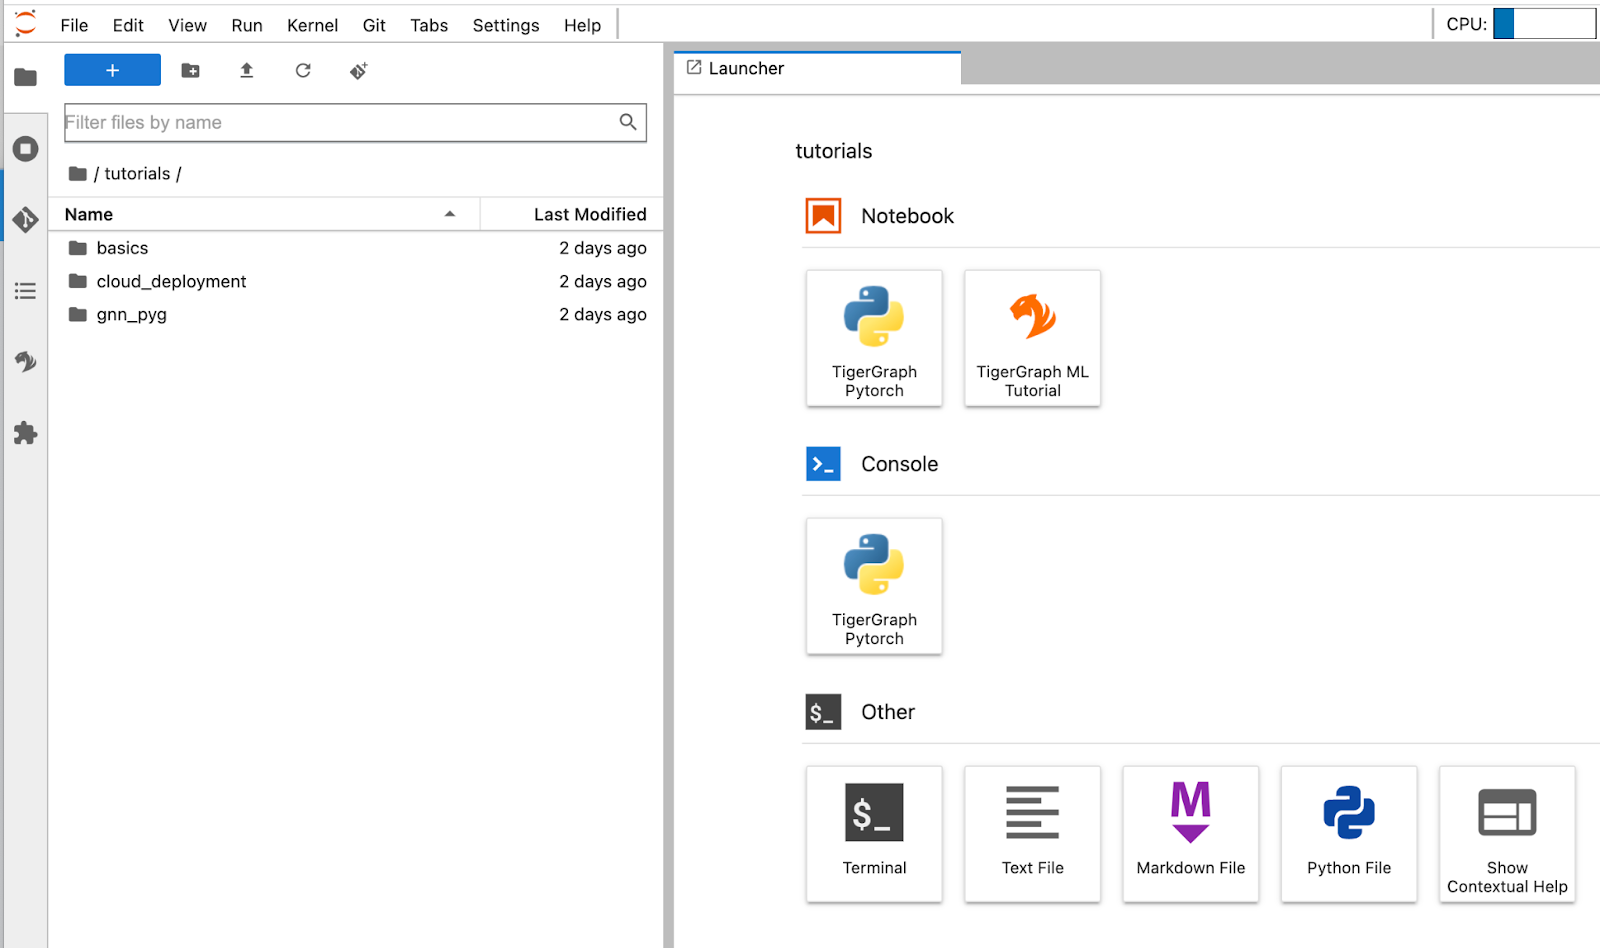 File Edit View Run Kernel Git Tabs Settings Help
CPU:
+
Filter files by name
/ tutorials /
Name
Last Modified
basics
2 days ago
cloud_deployment
2 days ago
gnn_pyg
2 days ago
Launcher
tutorials
Notebook
TigerGraph
Pytorch
TigerGraph ML
Tutorial
Console
TigerGraph
Pytorch
$_
Other
$_
Terminal
Text File
M
Markdown File
Python File
Show
Contextual Help